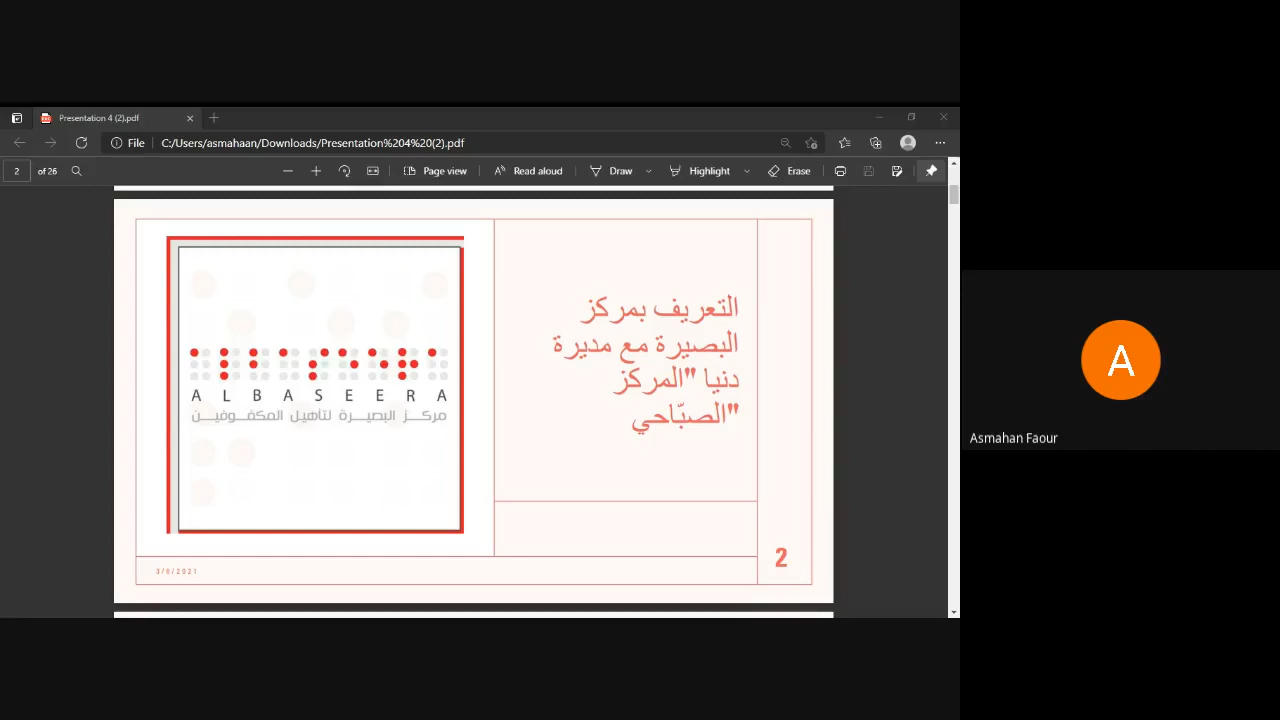 Presentation 4 (2).pdf
File
C:/Users/asmahaan/Downloads/Presentation%204%20(2).pdf
2 of 26
Page view
Read aloud
Draw
Highlight
Erase
التعريف بمركز
البصيرة مع مديرة
دنيا "المركز
الصبّاحي"
A L B A S E E R A
مركز البصيرة لتأهيل المكفوفين
3/8/2021
2
A
Asmahan Faour